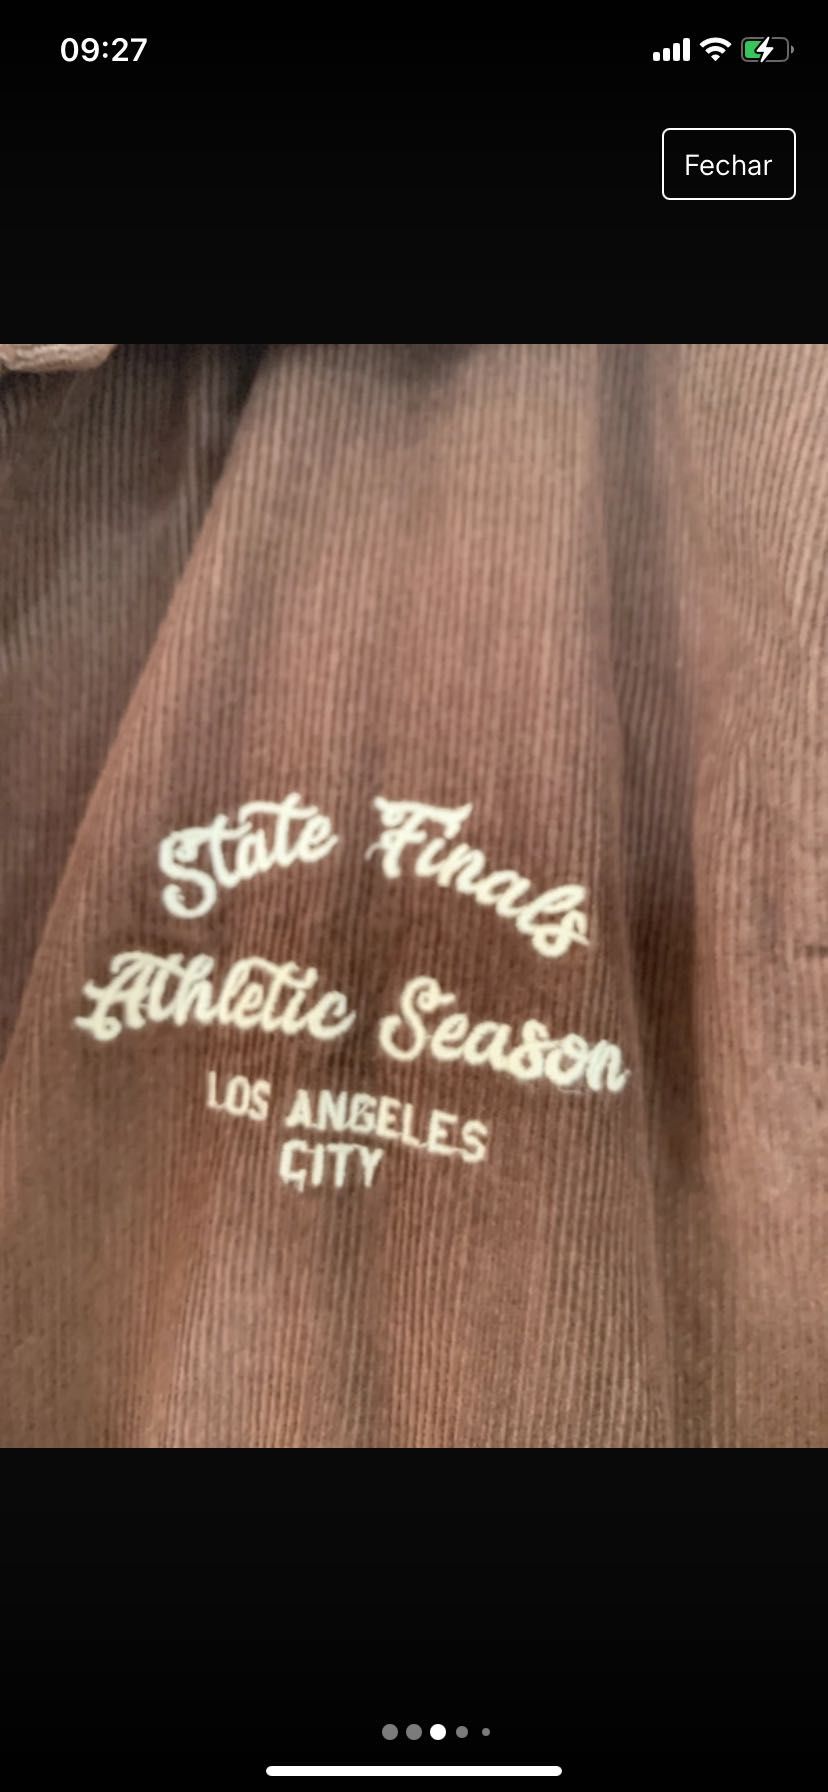 09:27
Fechar
State Finals
Athletic Season
LOS ANGELES
CITY